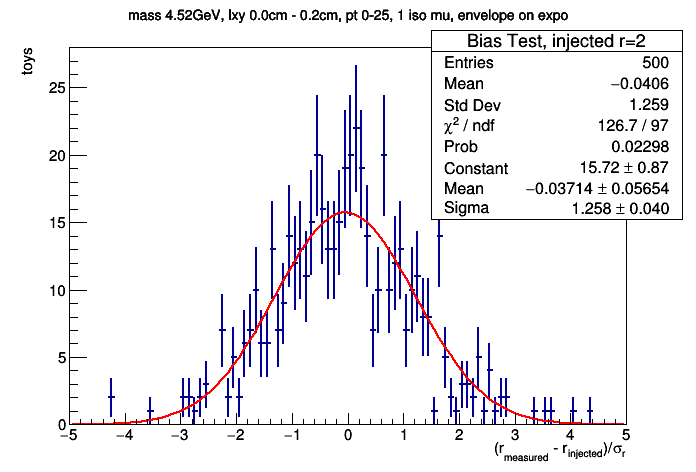 mass 4.52GeV, lxy 0.0cm - 0.2cm, pt 0-25, 1 iso mu, envelope on expo
toys
Bias Test, injected r=2
Entries 500
Mean −0.0406
Std Dev 1.259
χ² / ndf 126.7 / 97
Prob 0.02298
Constant 15.72 ± 0.87
Mean −0.03714 ± 0.05654
Sigma 1.258 ± 0.040
25
20
15
10
5
0
−5 −4 −3 −2 −1 0 1 2 3 4 5
(r_measured - r_injected)/σ_r